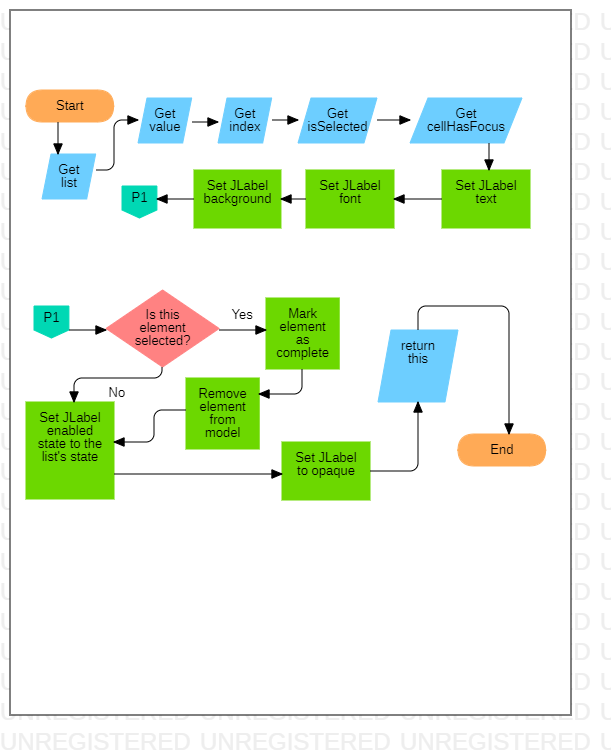 Start
Get
list
Get
value
Get
index
Get
isSelected
Get
cellHasFocus
Set JLabel
text
Set JLabel
font
Set JLabel
background
P1
P1
Is this
element
selected?
Yes
Mark
element
as
complete
No
Remove
element
from
model
Set JLabel
enabled
state to the
list's state
Set JLabel
to opaque
return
this
End
UNREGISTERED UNREGISTERED UNREGISTERED